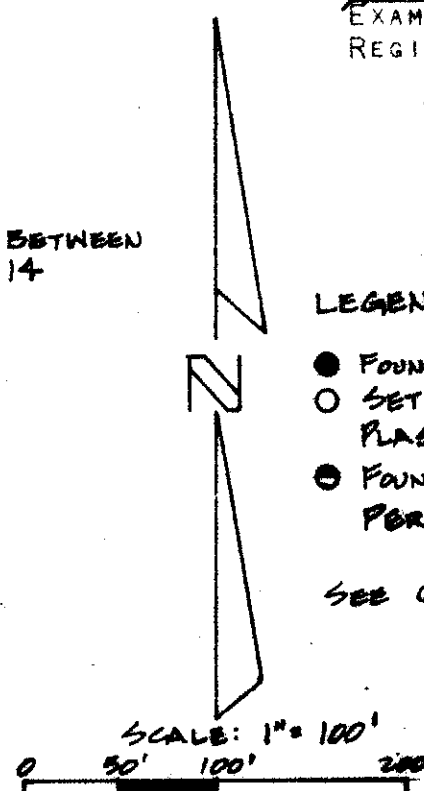 EXAM
REGI
BETWEEN
14
LEGEN
N
● FOUN
○ SET
PLAS
FOUN
PER
SEE
SCALE: 1" = 100'
0 50' 100' 200